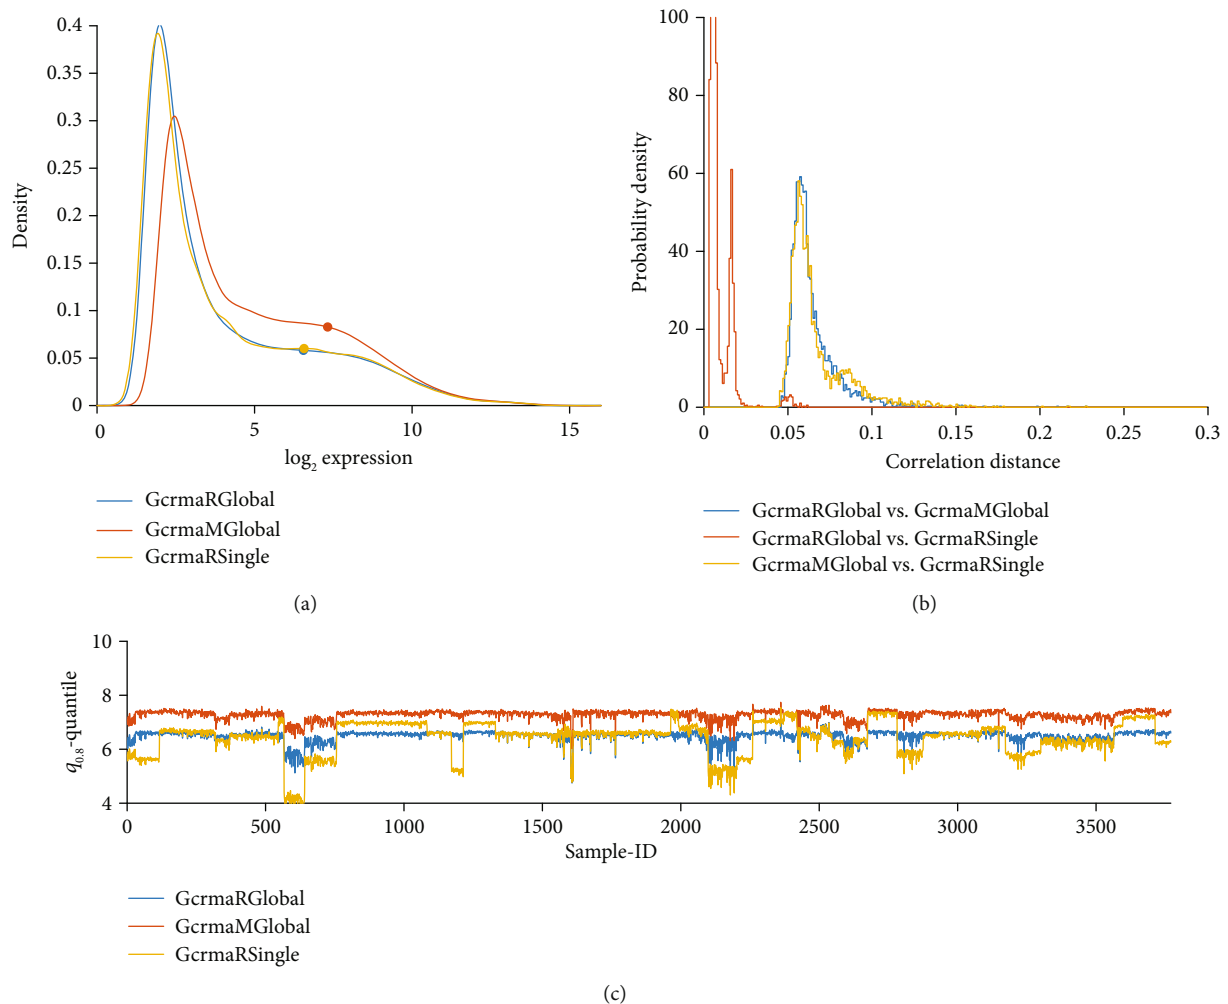 0.4
0.35
0.3
0.25
0.2
0.15
0.1
0.05
0
Density
0 5 10 15
log2 expression
GcrmaRGlobal
GcrmaMGlobal
GcrmaRSingle
(a)
100
80
60
40
20
0
Probability density
0 0.05 0.1 0.15 0.2 0.25 0.3
Correlation distance
GcrmaRGlobal vs. GcrmaMGlobal
GcrmaRGlobal vs. GcrmaRSingle
GcrmaMGlobal vs. GcrmaRSingle
(b)
10
8
6
4
q0.8-quantile
0 500 1000 1500 2000 2500 3000 3500
Sample-ID
GcrmaRGlobal
GcrmaMGlobal
GcrmaRSingle
(c)